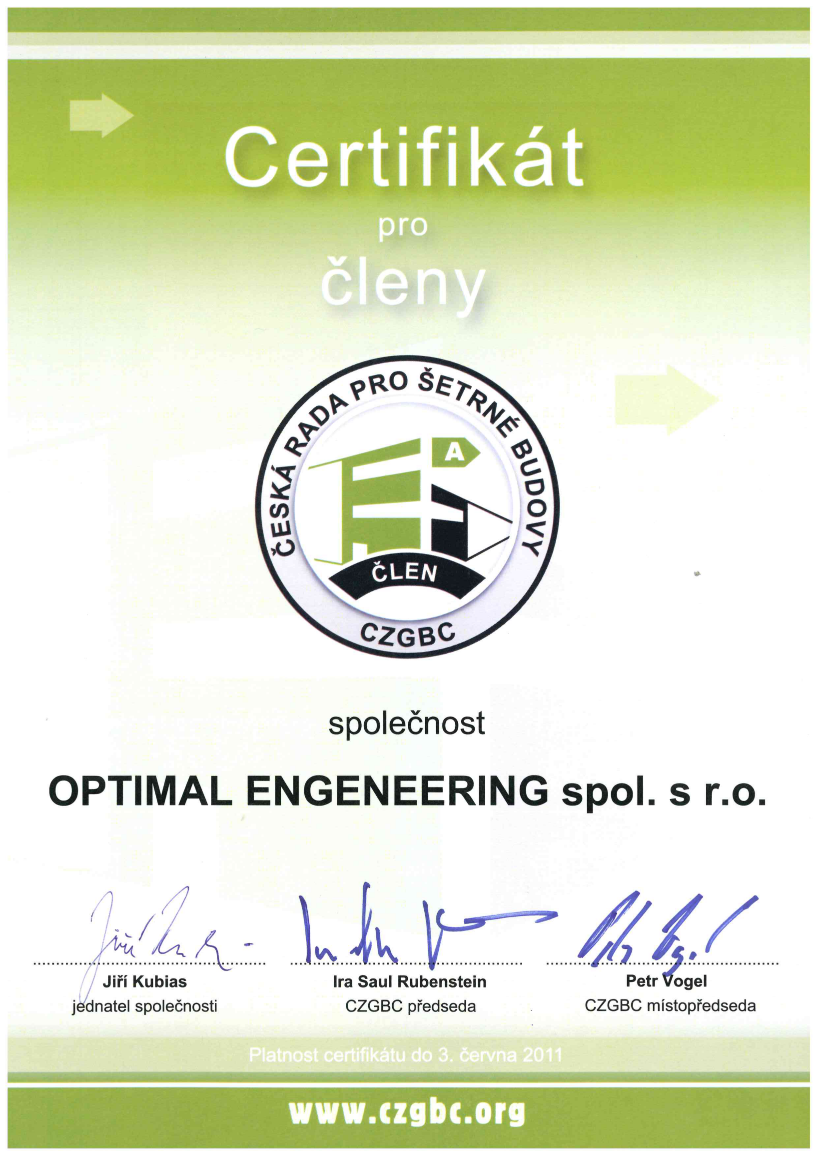 Certifikát
pro
členy
ČESKÁ RADA PRO ŠETRNÉ BUDOVY
A
ČLEN
CZGBC
společnost
OPTIMAL ENGENEERING spol. s r.o.
Jiří Kubias
jednatel společnosti
Ira Saul Rubenstein
CZGBC předseda
Petr Vogel
CZGBC místopředseda
Platnost certifikátu do 3. června 2011
www.czgbc.org